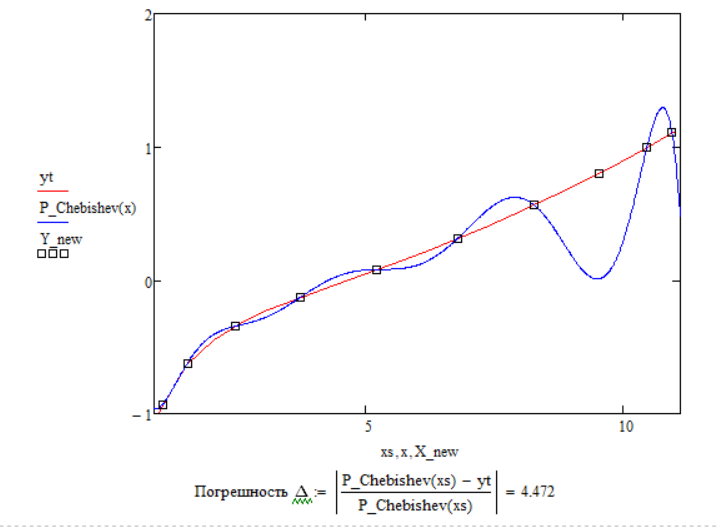 2
1
yt
P_Chebishev(x)
Y_new
0
−1
5
10
xs,x,X_new
Погрешность Δ := |(P_Chebishev(xs) − yt) / P_Chebishev(xs)| = 4.472